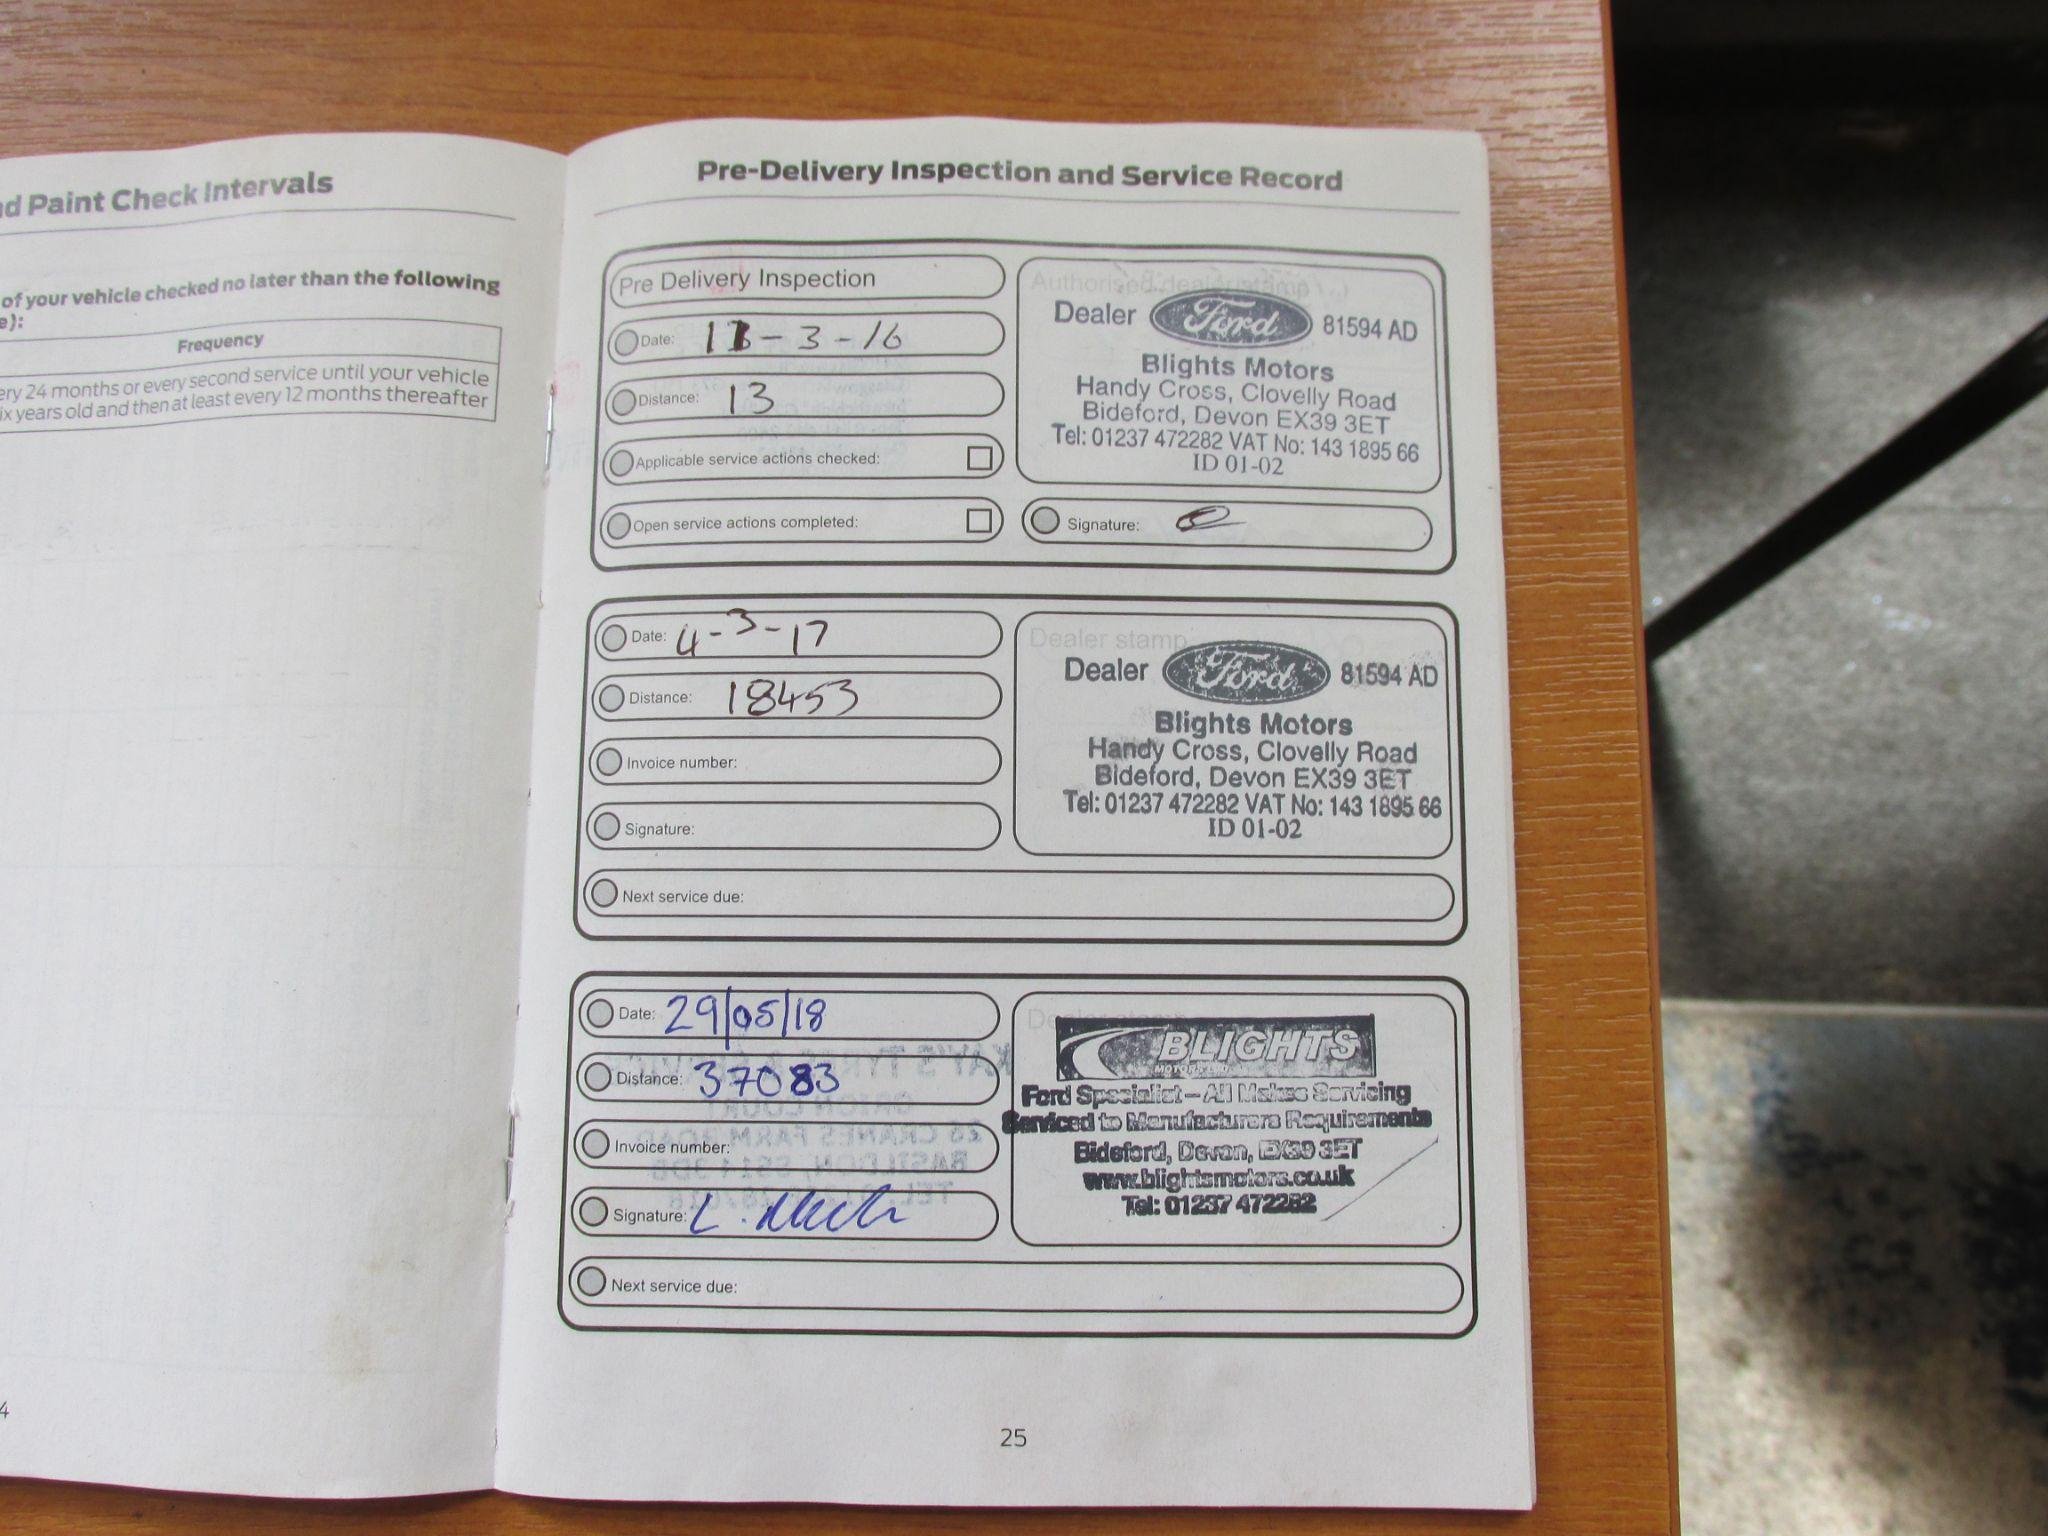 nd Paint Check Intervals
of your vehicle checked no later than the following
e):
Frequency
ery 24 months or every second service until your vehicle
ix years old and then at least every 12 months thereafter
4
Pre-Delivery Inspection and Service Record
Pre Delivery Inspection
Date: 11-3-16
Distance: 13
Applicable service actions checked:
Open service actions completed:
Authorised dealer stamp
Dealer Ford 81594 AD
Blights Motors
Handy Cross, Clovelly Road
Bideford, Devon EX39 3ET
Tel: 01237 472282 VAT No: 143 1895 66
ID 01-02
Signature:
Date: 4-3-17
Distance: 18453
Invoice number:
Signature:
Next service due:
Dealer stamp
Dealer Ford 81594 AD
Blights Motors
Handy Cross, Clovelly Road
Bideford, Devon EX39 3ET
Tel: 01237 472282 VAT No: 143 1895 66
ID 01-02
Date: 29/05/18
Distance: 37083
Invoice number:
Signature: L.
Next service due:
Dealer stamp
BLIGHTS
Ford Specialist - All Makes Servicing
Serviced to Manufacturers Requirements
Bideford, Devon, EX39 3ET
www.blightsmotors.co.uk
Tel: 01237 472282
25